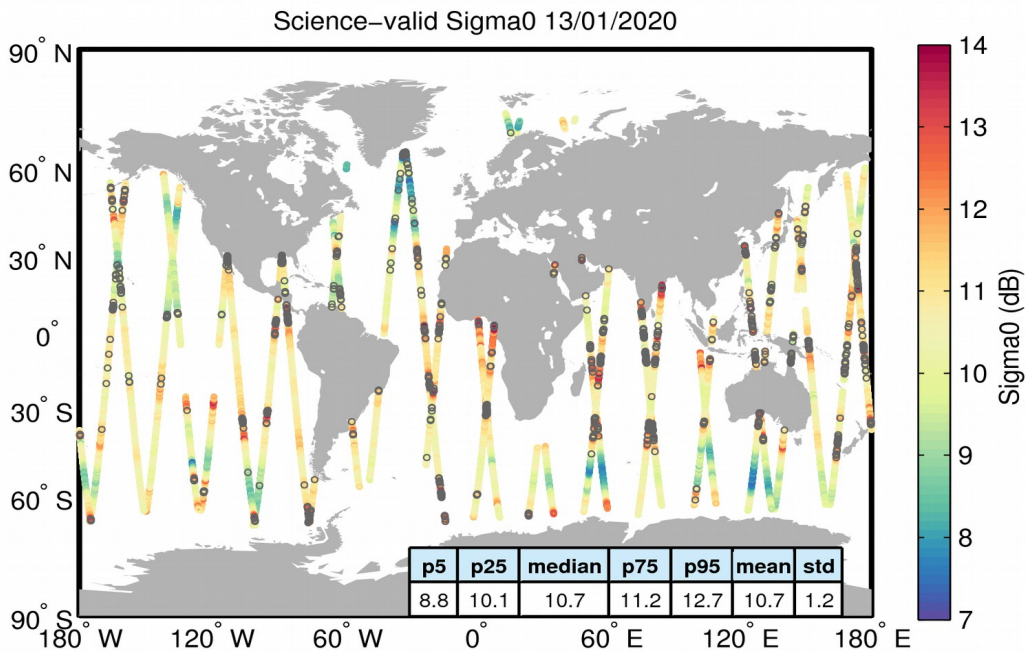 Science−valid Sigma0 13/01/2020
90° N
60° N
30° N
0°
30° S
60° S
90° S
180° W
120° W
60° W
0°
60° E
120° E
180° E
p5 p25 median p75 p95 mean std
8.8 10.1 10.7 11.2 12.7 10.7 1.2
14
13
12
11
10
9
8
7
Sigma0 (dB)